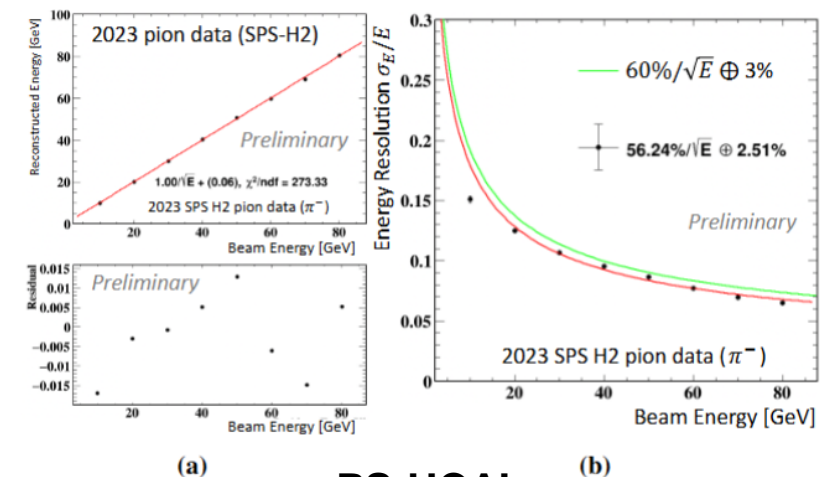 2023 pion data (SPS-H2)
Reconstructed Energy [GeV]
100
80
60
40
20
0
Preliminary
1.00/√E + (0.06), χ²/ndf = 273.33
2023 SPS H2 pion data (π⁻)
20 40 60 80
Beam Energy [GeV]
Residual
0.015
0.01
0.005
0
−0.005
−0.01
−0.015
Preliminary
20 40 60 80
Beam Energy [GeV]
(a)
Energy Resolution σE/E
0.3
0.25
0.2
0.15
0.1
0.05
0
60%/√E ⊕ 3%
56.24%/√E ⊕ 2.51%
Preliminary
2023 SPS H2 pion data (π⁻)
20 40 60 80
Beam Energy [GeV]
(b)